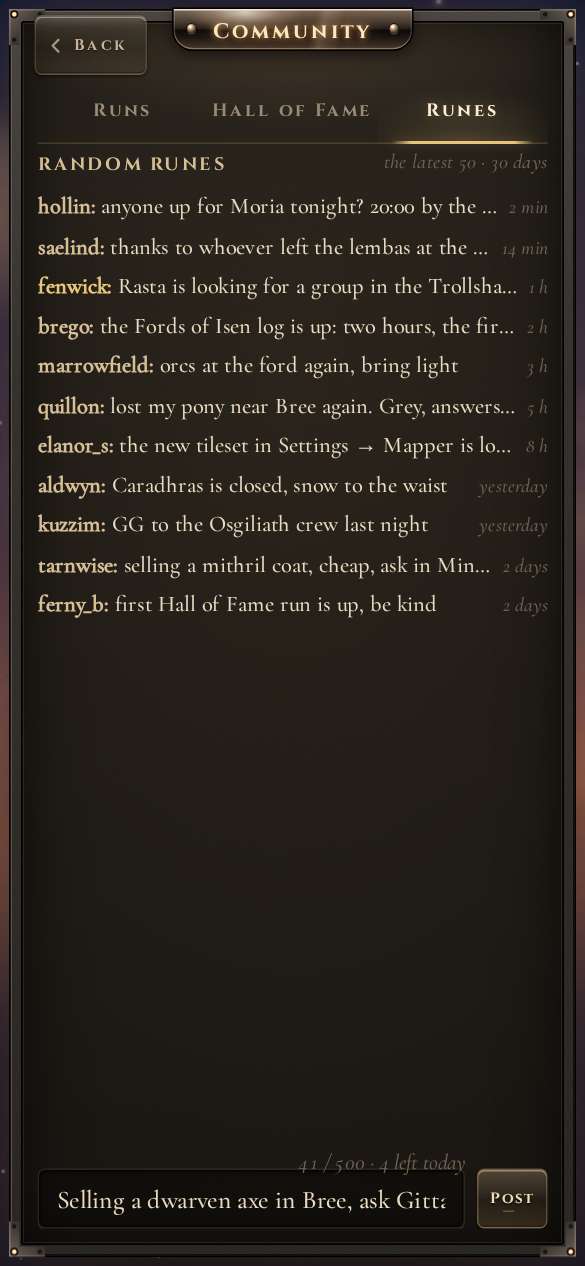 Back
Community
Runs Hall of Fame Runes
RANDOM RUNES the latest 50 · 30 days
hollin: anyone up for Moria tonight? 20:00 by the ... 2 min
saelind: thanks to whoever left the lembas at the ... 14 min
fenwick: Rasta is looking for a group in the Trollsha... 1 h
brego: the Fords of Isen log is up: two hours, the fir... 2 h
marrowfield: orcs at the ford again, bring light 3 h
quillon: lost my pony near Bree again. Grey, answers... 5 h
elanor_s: the new tileset in Settings → Mapper is lo... 8 h
aldwyn: Caradhras is closed, snow to the waist yesterday
kuzzim: GG to the Osgiliath crew last night yesterday
tarnwise: selling a mithril coat, cheap, ask in Min... 2 days
ferny_b: first Hall of Fame run is up, be kind 2 days
41 / 500 · 4 left today
Selling a dwarven axe in Bree, ask Gitta
Post